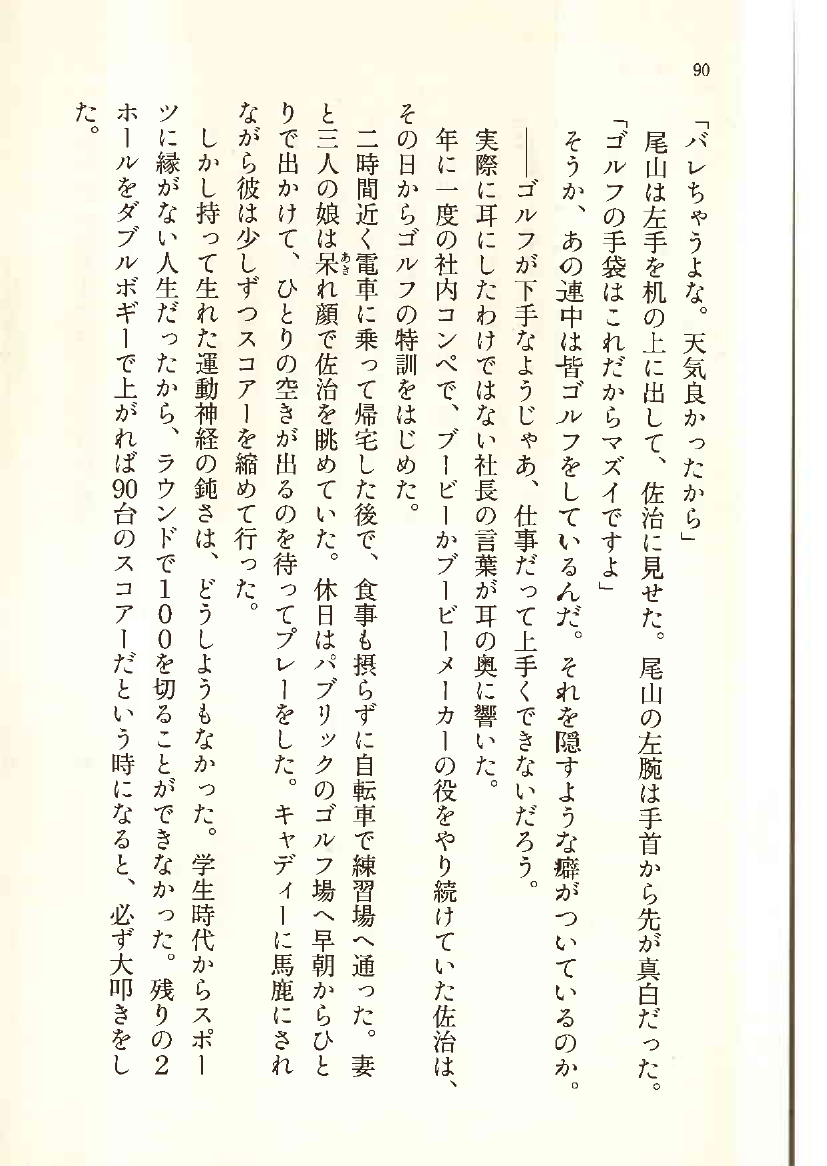 90
「バレちゃうよな。天気良かったから」
尾山は左手を机の上に出して、佐治に見せた。尾山の左腕は手首から先が真白だった。
「ゴルフの手袋はこれだからマズイですよ」
そうか、あの連中は皆ゴルフをしているんだ。それを隠すような癖がついているのか。
――ゴルフが下手なようじゃあ、仕事だって上手くできないだろう。
実際に耳にしたわけではない社長の言葉が耳の奥に響いた。
年に一度の社内コンペで、ブービーかブービーメーカーの役をやり続けていた佐治は、
その日からゴルフの特訓をはじめた。
二時間近く電車に乗って帰宅した後で、食事も摂らずに自転車で練習場へ通った。妻
と三人の娘は呆あきれ顔で佐治を眺めていた。休日はパブリックのゴルフ場へ早朝からひと
りで出かけて、ひとりの空きが出るのを待ってプレーをした。キャディーに馬鹿にされ
ながら彼は少しずつスコアーを縮めて行った。
しかし持って生れた運動神経の鈍さは、どうしようもなかった。学生時代からスポー
ツに縁がない人生だったから、ラウンドで100を切ることができなかった。残りの2
ホールをダブルボギーで上がれば90台のスコアーだという時になると、必ず大叩きをし
た。